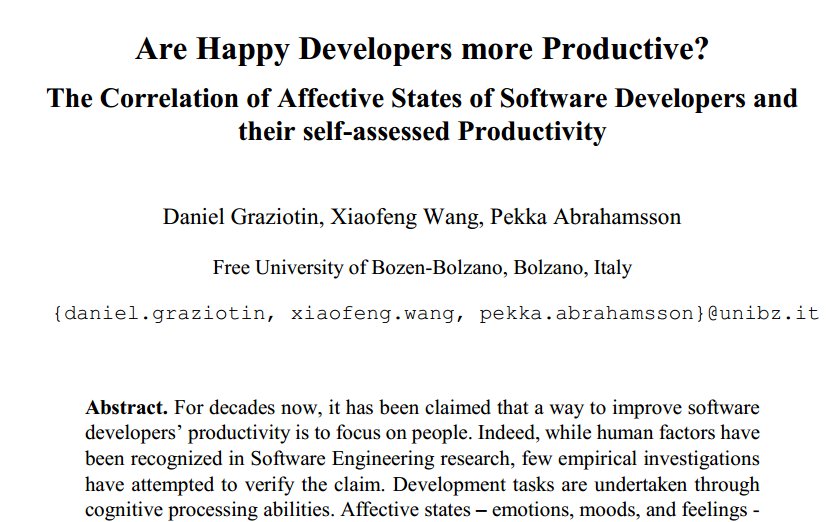 Are Happy Developers more Productive?
The Correlation of Affective States of Software Developers and
their self-assessed Productivity
Daniel Graziotin, Xiaofeng Wang, Pekka Abrahamsson
Free University of Bozen-Bolzano, Bolzano, Italy
{daniel.graziotin, xiaofeng.wang, pekka.abrahamsson}@unibz.it
Abstract. For decades now, it has been claimed that a way to improve software
developers’ productivity is to focus on people. Indeed, while human factors have
been recognized in Software Engineering research, few empirical investigations
have attempted to verify the claim. Development tasks are undertaken through
cognitive processing abilities. Affective states – emotions, moods, and feelings -